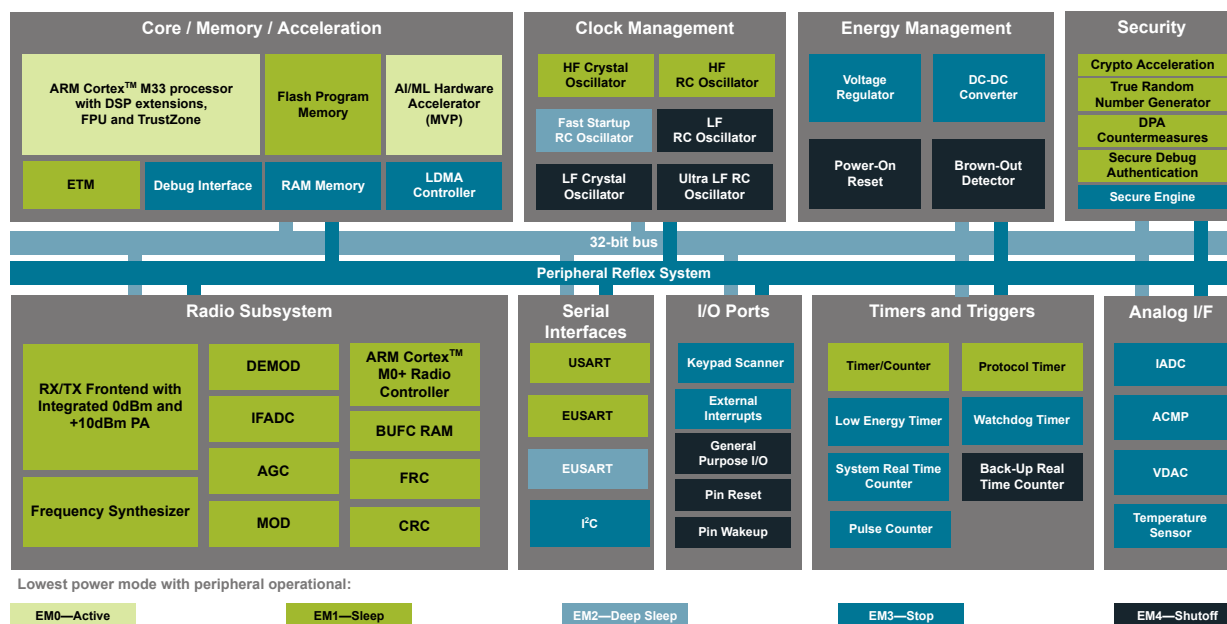 Core / Memory / Acceleration
ARM Cortex™ M33 processor
with DSP extensions,
FPU and TrustZone
Flash Program
Memory
AI/ML Hardware
Accelerator
(MVP)
ETM
Debug Interface
RAM Memory
LDMA
Controller
Clock Management
HF Crystal
Oscillator
HF
RC Oscillator
Fast Startup
RC Oscillator
LF
RC Oscillator
LF Crystal
Oscillator
Ultra LF RC
Oscillator
Energy Management
Voltage
Regulator
DC-DC
Converter
Power-On
Reset
Brown-Out
Detector
Security
Crypto Acceleration
True Random
Number Generator
DPA
Countermeasures
Secure Debug
Authentication
Secure Engine
32-bit bus
Peripheral Reflex System
Radio Subsystem
RX/TX Frontend with
Integrated 0dBm and
+10dBm PA
Frequency Synthesizer
DEMOD
IFADC
AGC
MOD
ARM Cortex™
M0+ Radio
Controller
BUFC RAM
FRC
CRC
Serial
Interfaces
USART
EUSART
EUSART
I²C
I/O Ports
Keypad Scanner
External
Interrupts
General
Purpose I/O
Pin Reset
Pin Wakeup
Timers and Triggers
Timer/Counter
Protocol Timer
Low Energy Timer
Watchdog Timer
System Real Time
Counter
Back-Up Real
Time Counter
Pulse Counter
Analog I/F
IADC
ACMP
VDAC
Temperature
Sensor
Lowest power mode with peripheral operational:
EM0—Active
EM1—Sleep
EM2—Deep Sleep
EM3—Stop
EM4—Shutoff